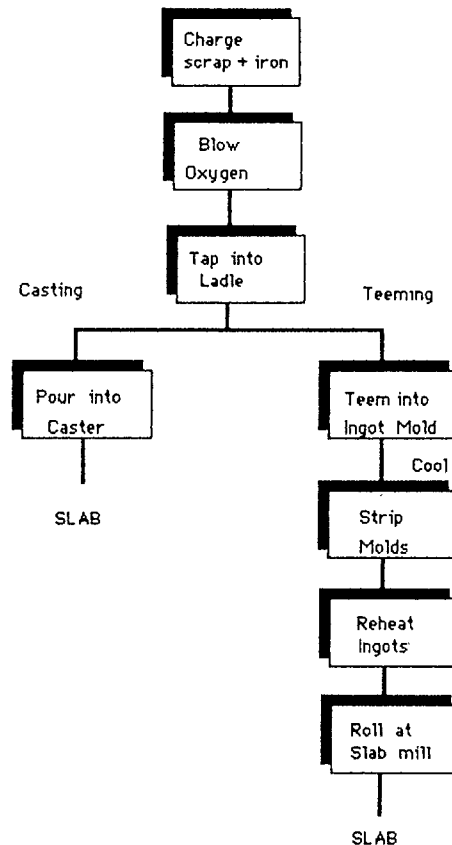 Charge
scrap + iron
Blow
Oxygen
Tap into
Ladle
Casting
Teeming
Pour into
Caster
Teem into
Ingot Mold
Cool
SLAB
Strip
Molds
Reheat
Ingots
Roll at
Slab mill
SLAB